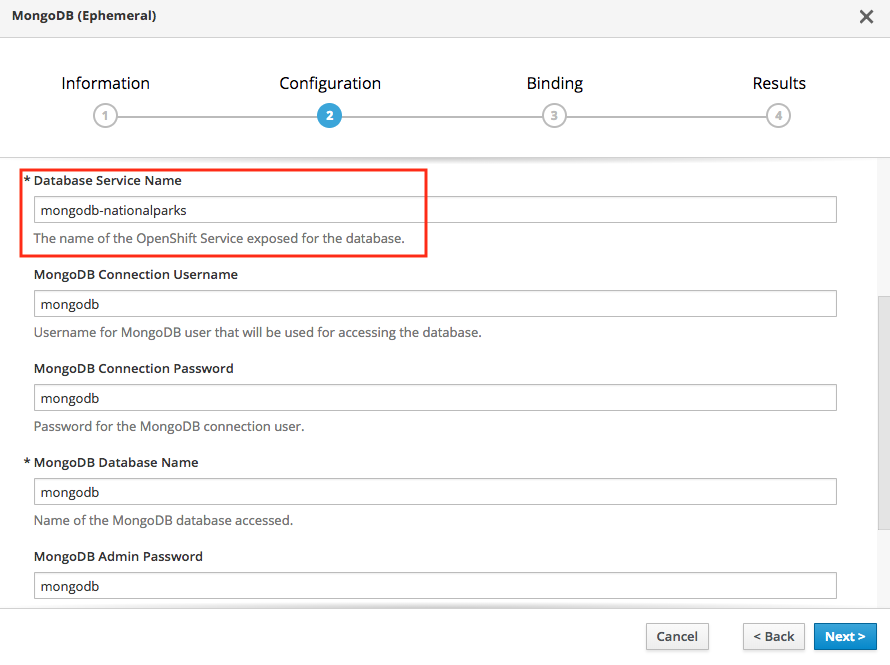 MongoDB (Ephemeral)
Information
Configuration
Binding
Results
1
2
3
4
* Database Service Name
mongodb-nationalparks
The name of the OpenShift Service exposed for the database.
MongoDB Connection Username
mongodb
Username for MongoDB user that will be used for accessing the database.
MongoDB Connection Password
mongodb
Password for the MongoDB connection user.
* MongoDB Database Name
mongodb
Name of the MongoDB database accessed.
MongoDB Admin Password
mongodb
Cancel
< Back
Next >